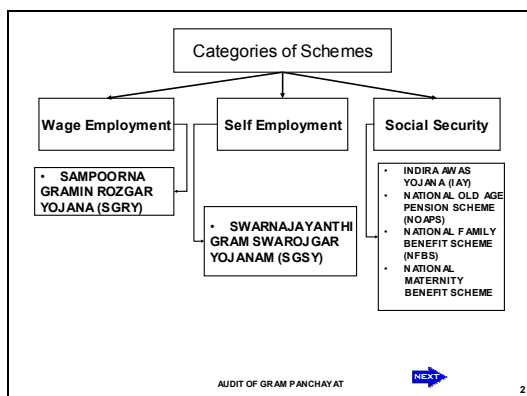 Categories of Schemes
Wage Employment
Self Employment
Social Security
• SAMPOORNA
GRAMIN ROZGAR
YOJANA (SGRY)
• SWARNAJAYANTHI
GRAM SWAROJGAR
YOJANAM (SGSY)
• INDIRA AWAS
YOJANA (IAY)
• NATIONAL OLD AGE
PENSION SCHEME
(NOAPS)
• NATIONAL FAMILY
BENEFIT SCHEME
(NFBS)
• NATIONAL
MATERNITY
BENEFIT SCHEME
AUDIT OF GRAM PANCHAYAT
NEXT
2